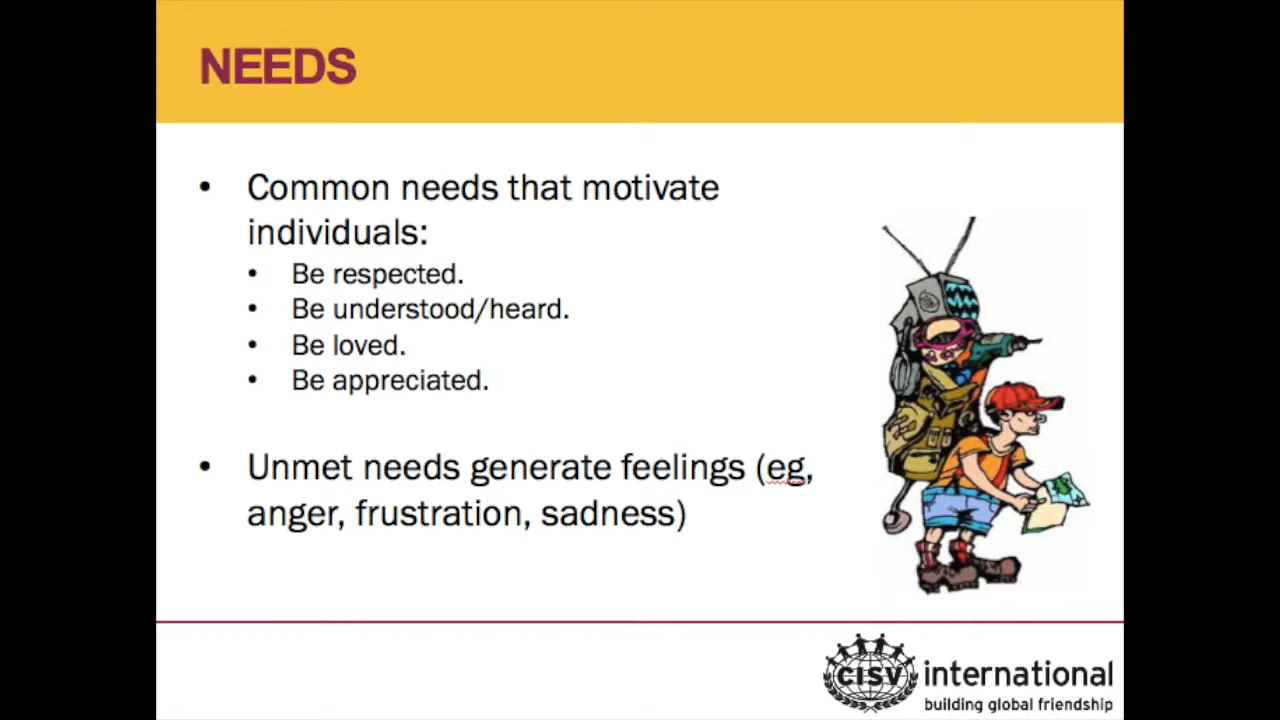 NEEDS
• Common needs that motivate
individuals:
• Be respected.
• Be understood/heard.
• Be loved.
• Be appreciated.
• Unmet needs generate feelings (eg,
anger, frustration, sadness)
CISV international
building global friendship